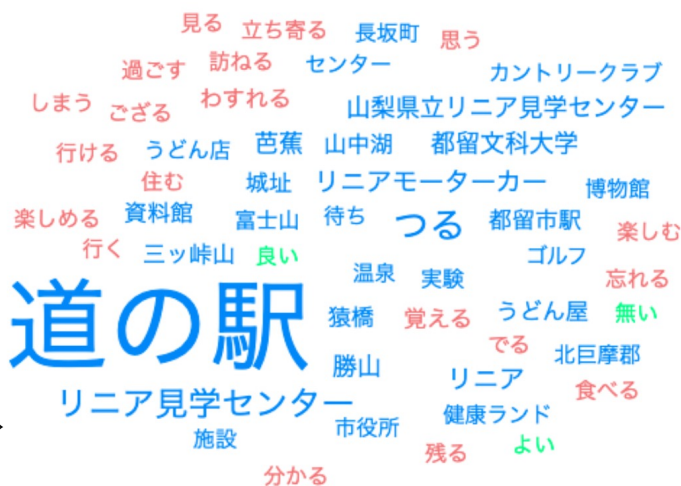 見る 立ち寄る 長坂町 思う
過ごす 訪ねる センター カントリークラブ
しまう ござる わすれる 山梨県立リニア見学センター
行ける うどん店 芭蕉 山中湖 都留文科大学
住む 城址 リニアモーターカー 博物館
楽しめる 資料館 富士山 待ち つる 都留市駅 楽しむ
行く 三ッ峠山 良い ゴルフ
温泉 実験 忘れる
道の駅 猿橋 覚える うどん屋 無い
でる 北巨摩郡
勝山 リニア 食べる
リニア見学センター 健康ランド
施設 市役所 残る よい
分かる